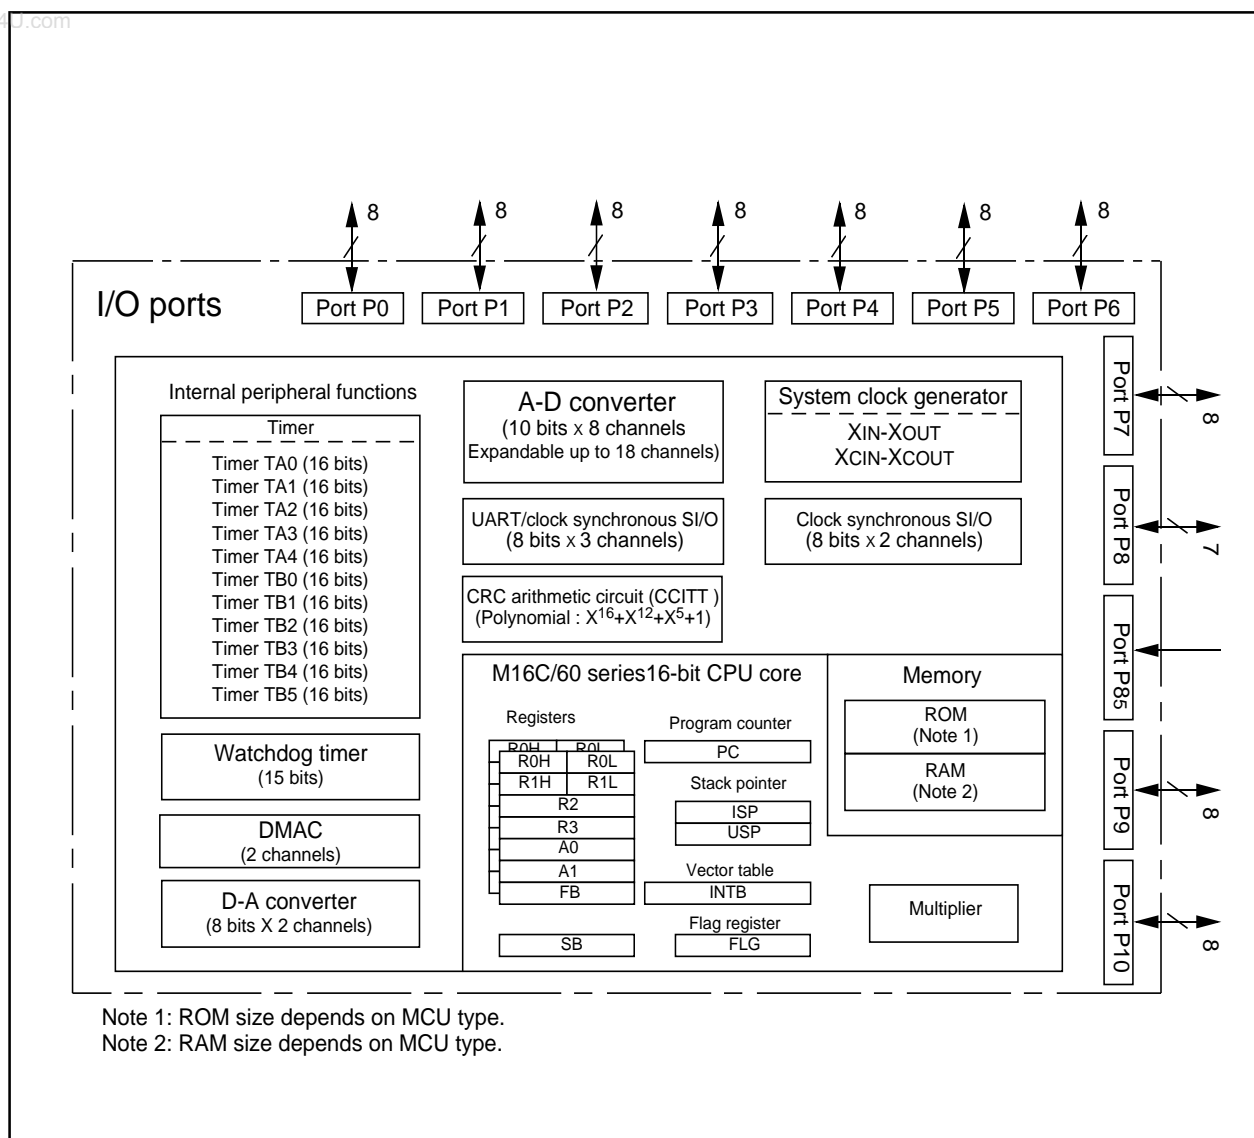 4U.com
8 8 8 8 8 8 8
I/O ports
Port P0 Port P1 Port P2 Port P3 Port P4 Port P5 Port P6
Internal peripheral functions
Timer
Timer TA0 (16 bits)
Timer TA1 (16 bits)
Timer TA2 (16 bits)
Timer TA3 (16 bits)
Timer TA4 (16 bits)
Timer TB0 (16 bits)
Timer TB1 (16 bits)
Timer TB2 (16 bits)
Timer TB3 (16 bits)
Timer TB4 (16 bits)
Timer TB5 (16 bits)
Watchdog timer
(15 bits)
DMAC
(2 channels)
D-A converter
(8 bits X 2 channels)
A-D converter
(10 bits x 8 channels
Expandable up to 18 channels)
UART/clock synchronous SI/O
(8 bits x 3 channels)
CRC arithmetic circuit (CCITT )
(Polynomial : X16+X12+X5+1)
System clock generator
XIN-XOUT
XCIN-XCOUT
Clock synchronous SI/O
(8 bits x 2 channels)
M16C/60 series16-bit CPU core
Registers
R0H R0L
R0H R0L
R1H R1L
R2
R3
A0
A1
FB
SB
Program counter
PC
Stack pointer
ISP
USP
Vector table
INTB
Flag register
FLG
Memory
ROM
(Note 1)
RAM
(Note 2)
Multiplier
Port P7
8
Port P8
7
Port P85
Port P9
8
Port P10
8
Note 1: ROM size depends on MCU type.
Note 2: RAM size depends on MCU type.